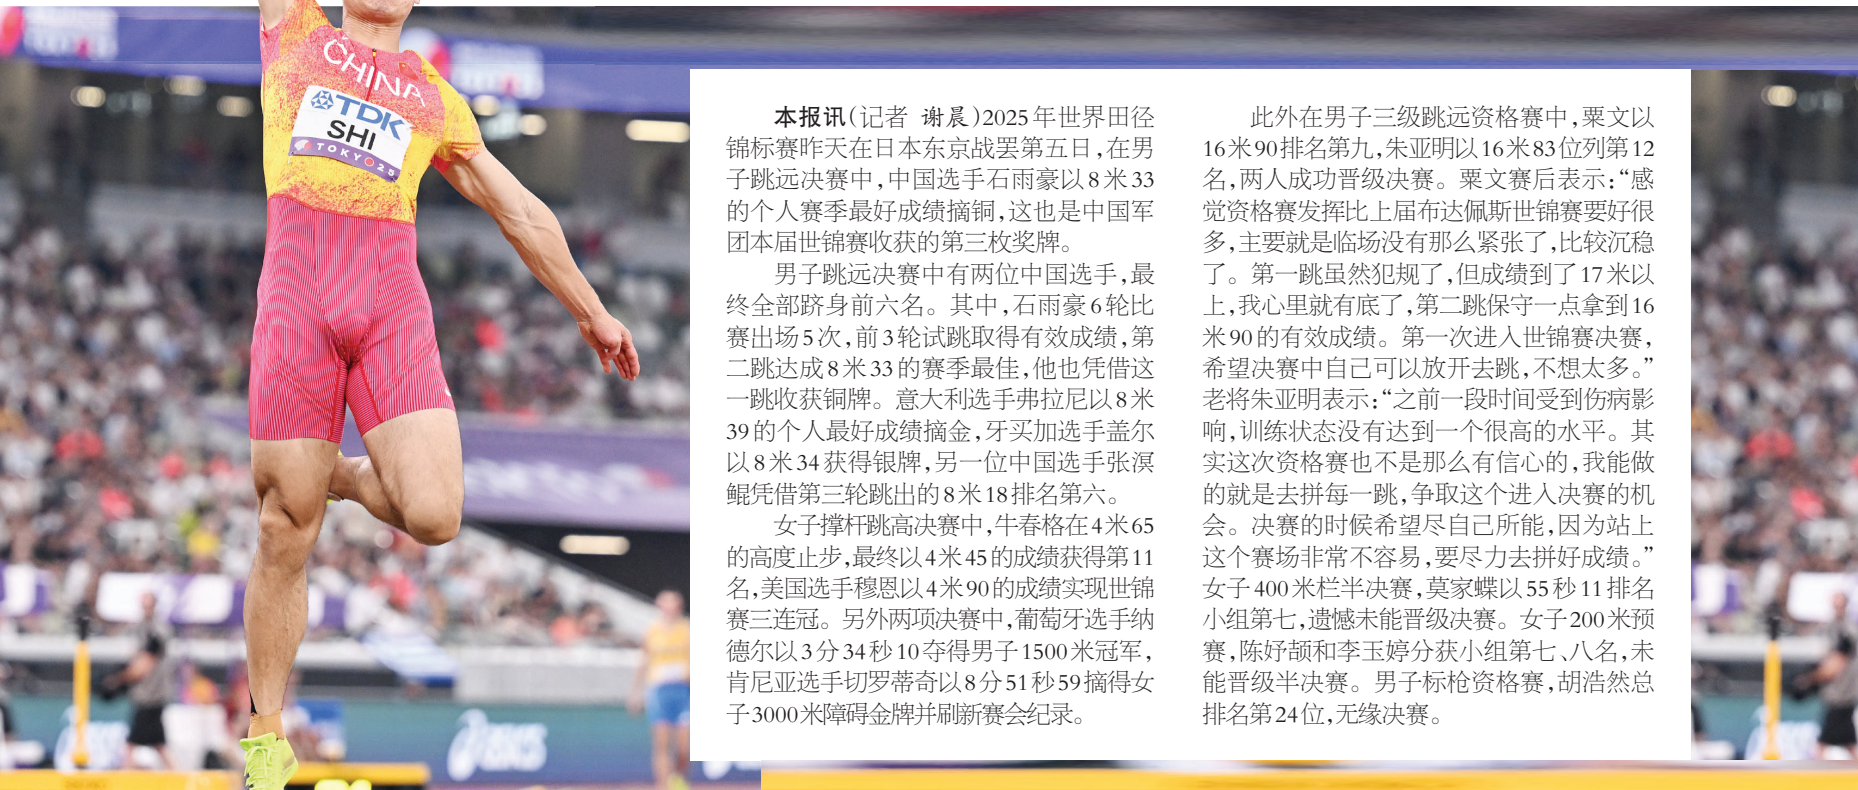 CHINA
TDK
SHI
TOKYO25
本报讯(记者 谢晨)2025年世界田径
锦标赛昨天在日本东京战罢第五日,在男
子跳远决赛中,中国选手石雨豪以8米33
的个人赛季最好成绩摘铜,这也是中国军
团本届世锦赛收获的第三枚奖牌。
男子跳远决赛中有两位中国选手,最
终全部跻身前六名。其中,石雨豪6轮比
赛出场5次,前3轮试跳取得有效成绩,第
二跳达成8米33的赛季最佳,他也凭借这
一跳收获铜牌。意大利选手弗拉尼以8米
39的个人最好成绩摘金,牙买加选手盖尔
以8米34获得银牌,另一位中国选手张溟
鲲凭借第三轮跳出的8米18排名第六。
女子撑杆跳高决赛中,牛春格在4米65
的高度止步,最终以4米45的成绩获得第11
名,美国选手穆恩以4米90的成绩实现世锦
赛三连冠。另外两项决赛中,葡萄牙选手纳
德尔以3分34秒10夺得男子1500米冠军,
肯尼亚选手切罗蒂奇以8分51秒59摘得女
子3000米障碍金牌并刷新赛会纪录。
此外在男子三级跳远资格赛中,粟文以
16米90排名第九,朱亚明以16米83位列第12
名,两人成功晋级决赛。粟文赛后表示:“感
觉资格赛发挥比上届布达佩斯世锦赛要好很
多,主要就是临场没有那么紧张了,比较沉稳
了。第一跳虽然犯规了,但成绩到了17米以
上,我心里就有底了,第二跳保守一点拿到16
米90的有效成绩。第一次进入世锦赛决赛,
希望决赛中自己可以放开去跳,不想太多。”
老将朱亚明表示:“之前一段时间受到伤病影
响,训练状态没有达到一个很高的水平。其
实这次资格赛也不是那么有信心的,我能做
的就是去拼每一跳,争取这个进入决赛的机
会。决赛的时候希望尽自己所能,因为站上
这个赛场非常不容易,要尽力去拼好成绩。”
女子400米栏半决赛,莫家蝶以55秒11排名
小组第七,遗憾未能晋级决赛。女子200米预
赛,陈妤颉和李玉婷分获小组第七、八名,未
能晋级半决赛。男子标枪资格赛,胡浩然总
排名第24位,无缘决赛。